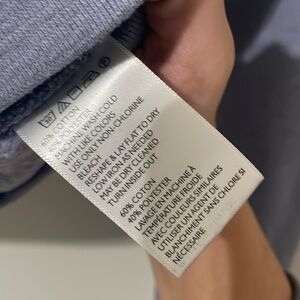 60% COTTON
40% POLYESTER
MACHINE WASH COLD
WITH LIKE COLORS
USE ONLY NON-CHLORINE
BLEACH
RESHAPE & LAY FLAT TO DRY
LOW IRON AS NEEDED
MAY BE DRY CLEANED
TURN INSIDE OUT
60% COTON
40% POLYESTER
LAVAGE EN MACHINE À
TEMPÉRATURE FROIDE
AVEC COULEURS SIMILAIRES
UTILISER UN AGENT DE
BLANCHIMENT SANS CHLORE SI
NÉCESSAIRE